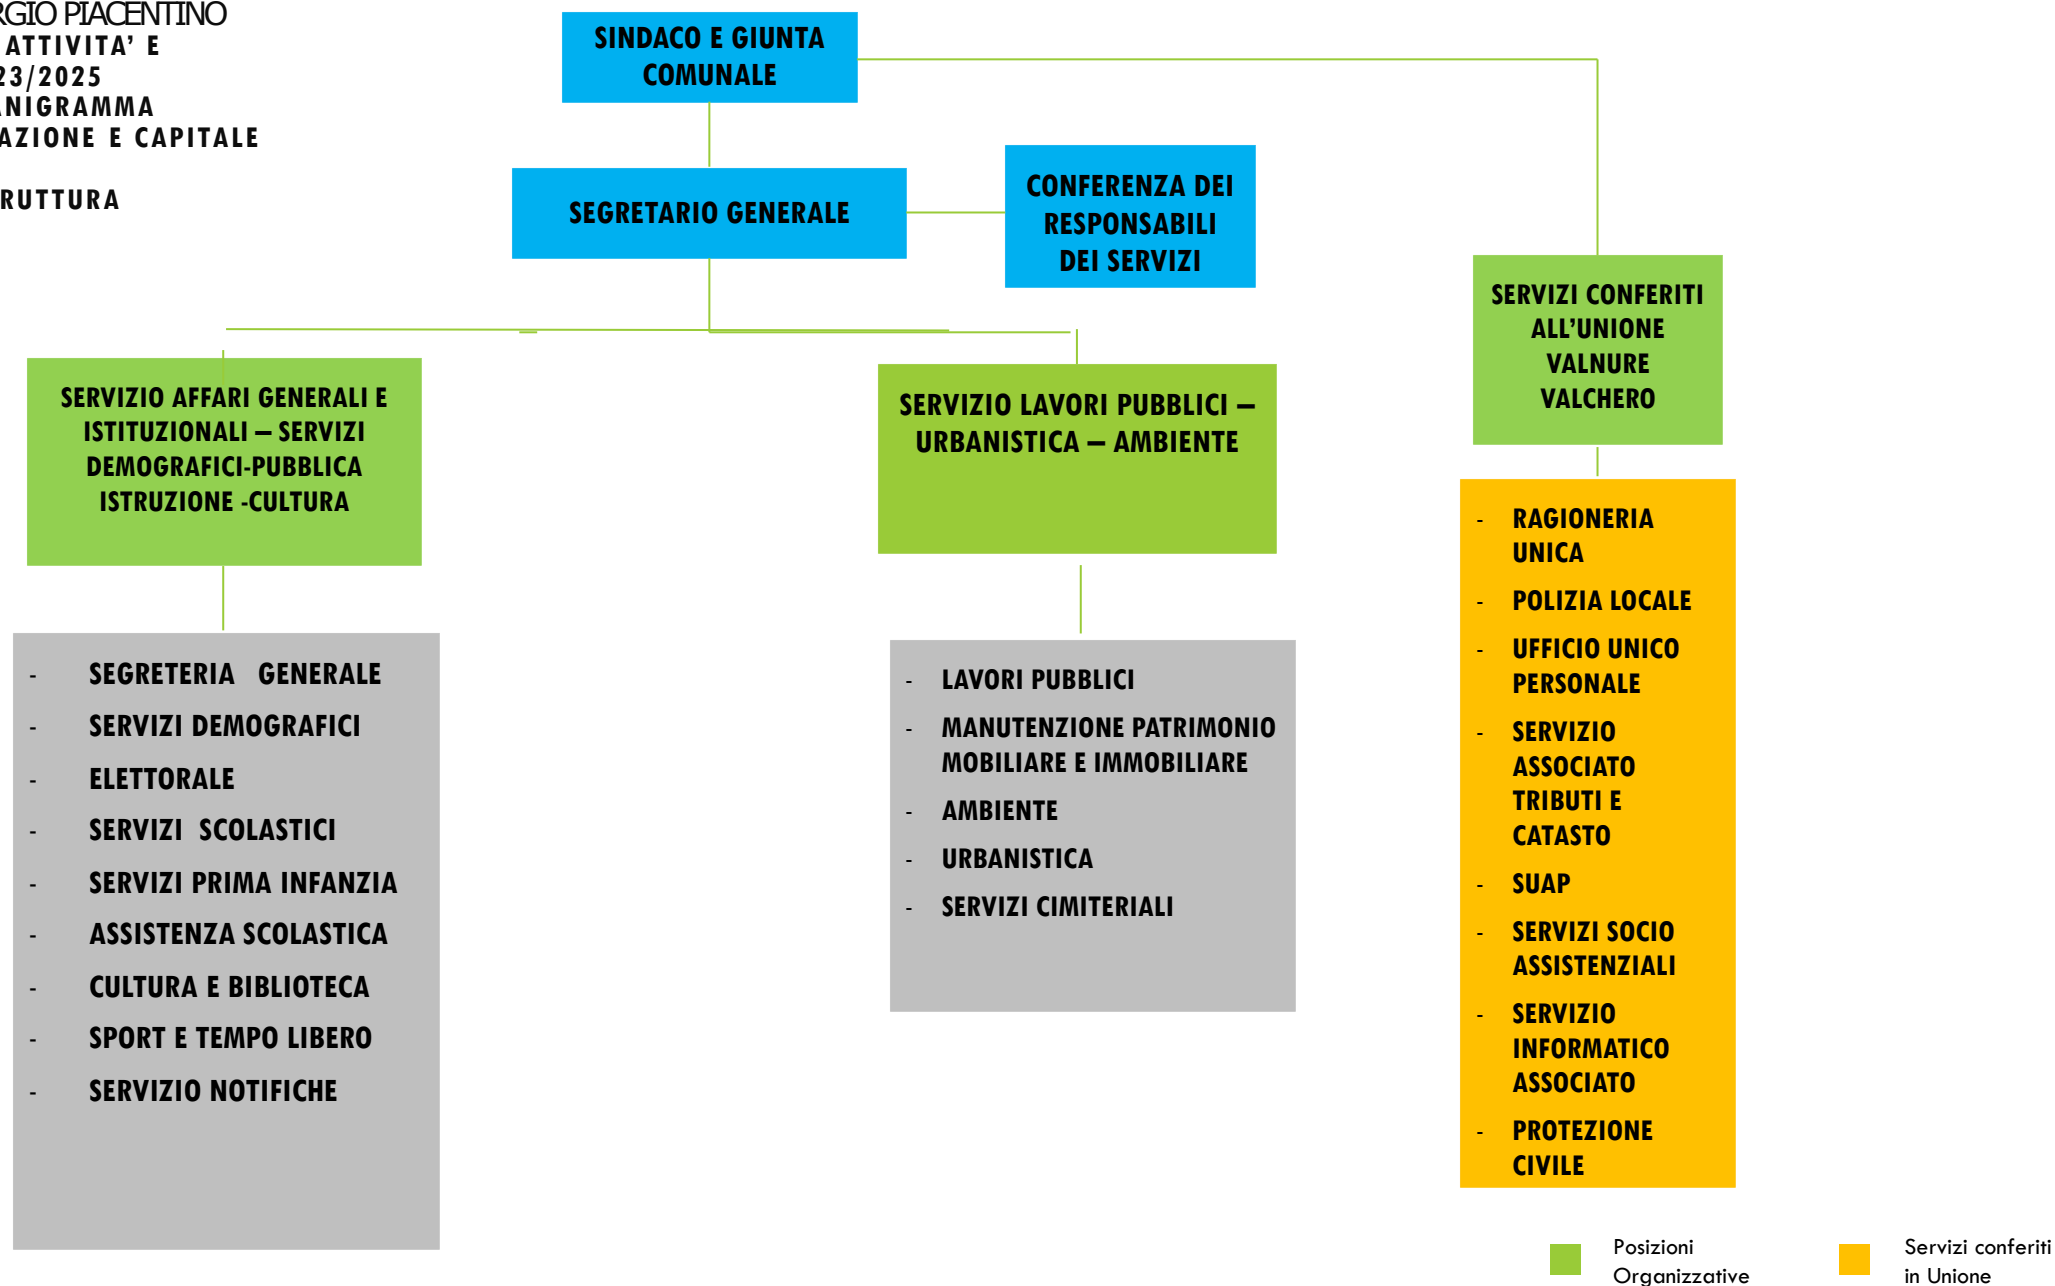 RGIO PIACENTINO
ATTIVITA’ E
23/2025
ANIGRAMMA
AZIONE E CAPITALE
RUTTURA
SINDACO E GIUNTA
COMUNALE
SEGRETARIO GENERALE
CONFERENZA DEI
RESPONSABILI
DEI SERVIZI
SERVIZI CONFERITI
ALL’UNIONE
VALNURE
VALCHERO
SERVIZIO AFFARI GENERALI E
ISTITUZIONALI – SERVIZI
DEMOGRAFICI-PUBBLICA
ISTRUZIONE -CULTURA
SERVIZIO LAVORI PUBBLICI –
URBANISTICA – AMBIENTE
- SEGRETERIA GENERALE
- SERVIZI DEMOGRAFICI
- ELETTORALE
- SERVIZI SCOLASTICI
- SERVIZI PRIMA INFANZIA
- ASSISTENZA SCOLASTICA
- CULTURA E BIBLIOTECA
- SPORT E TEMPO LIBERO
- SERVIZIO NOTIFICHE
- LAVORI PUBBLICI
- MANUTENZIONE PATRIMONIO
MOBILIARE E IMMOBILIARE
- AMBIENTE
- URBANISTICA
- SERVIZI CIMITERIALI
- RAGIONERIA
UNICA
- POLIZIA LOCALE
- UFFICIO UNICO
PERSONALE
- SERVIZIO
ASSOCIATO
TRIBUTI E
CATASTO
- SUAP
- SERVIZI SOCIO
ASSISTENZIALI
- SERVIZIO
INFORMATICO
ASSOCIATO
- PROTEZIONE
CIVILE
Posizioni
Organizzative
Servizi conferiti
in Unione